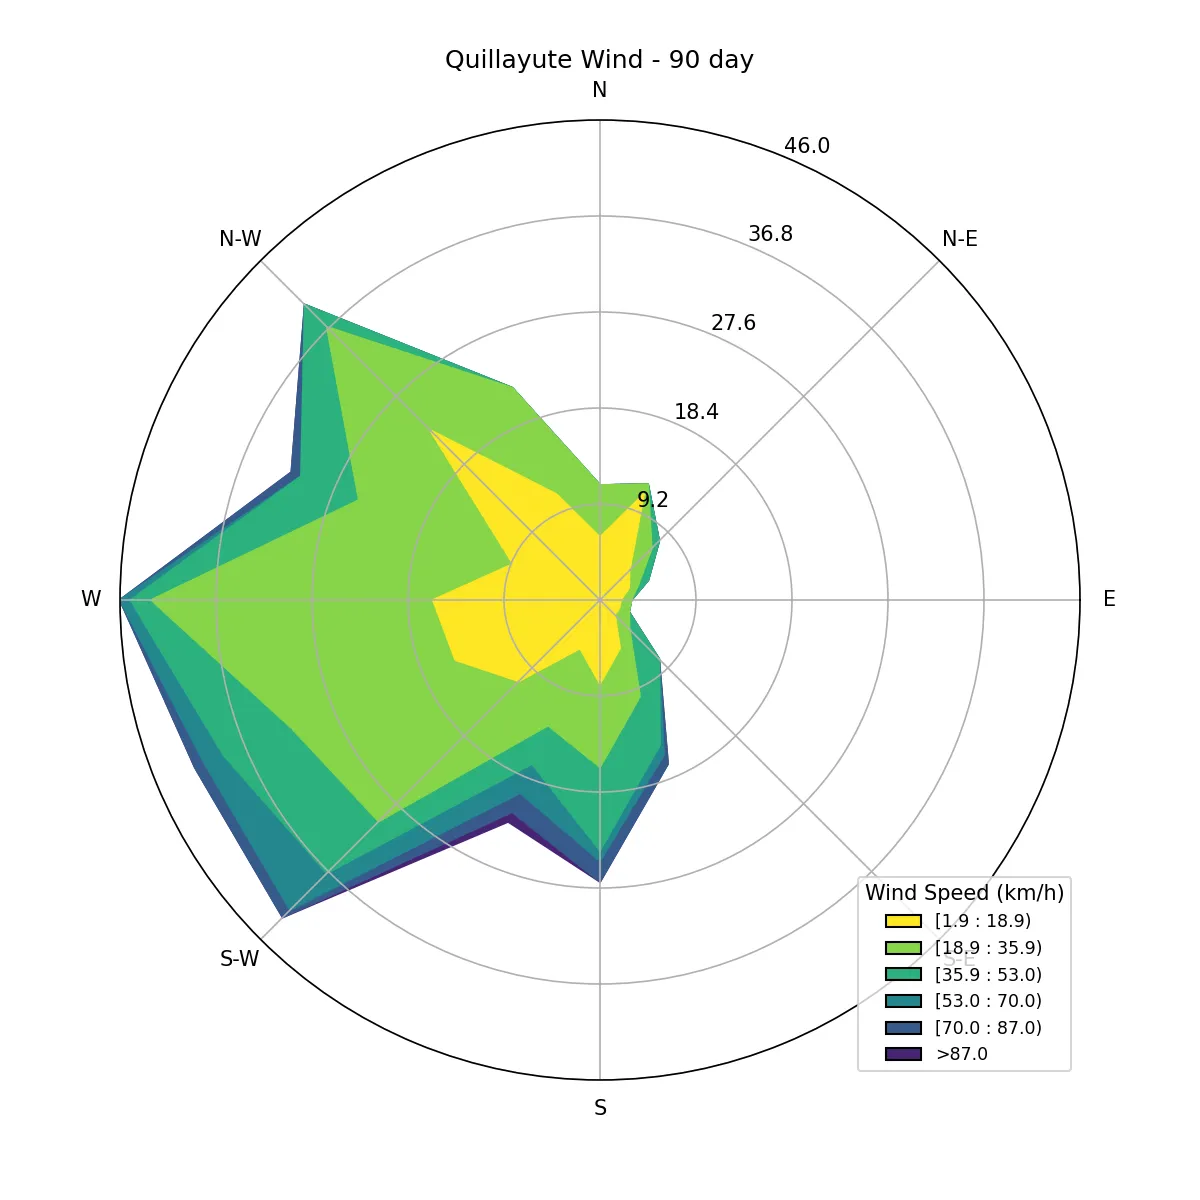 Quillayute Wind - 90 day
N
46.0
36.8
N-W
N-E
27.6
18.4
9.2
W
E
Wind Speed (km/h)
[1.9 : 18.9)
[18.9 : 35.9)
S-W
S-E
[35.9 : 53.0)
[53.0 : 70.0)
[70.0 : 87.0)
>87.0
S